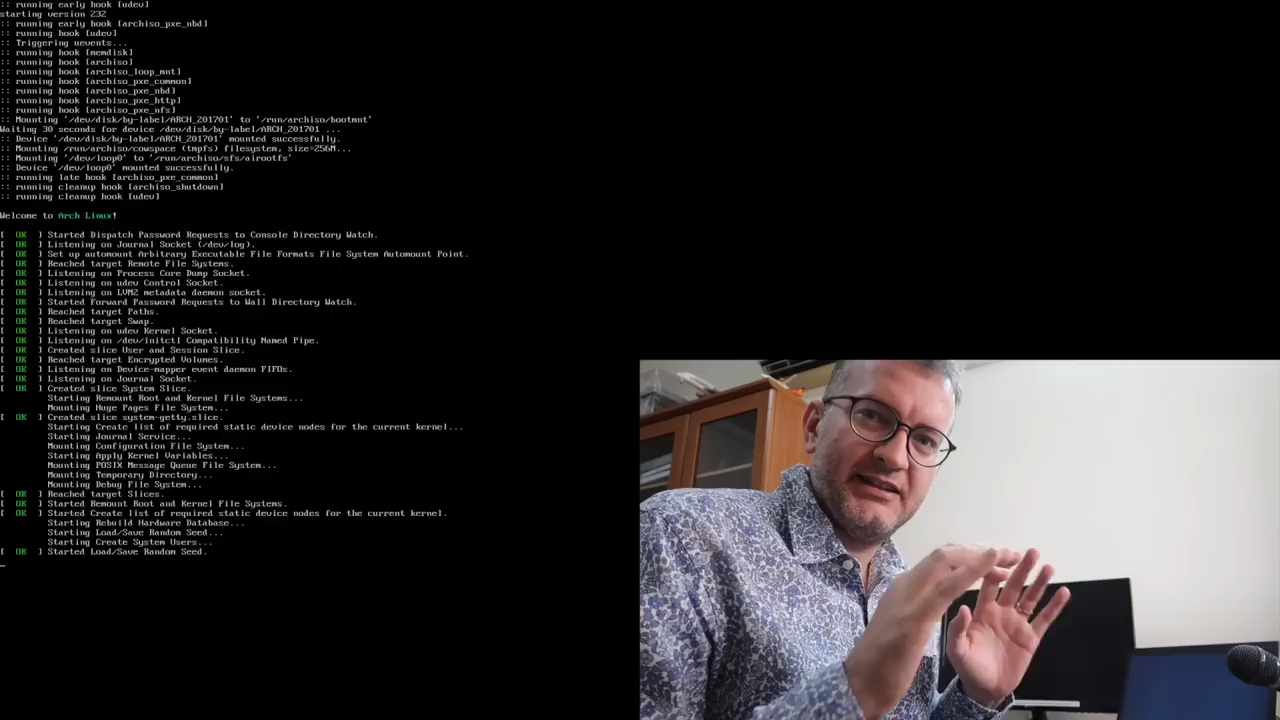 :: running early hook [udev]
starting version 232
:: running early hook [archiso_pxe_nbd]
:: running hook [udev]
:: Triggering uevents...
:: running hook [memdisk]
:: running hook [archiso]
:: running hook [archiso_loop_mnt]
:: running hook [archiso_pxe_common]
:: running hook [archiso_pxe_nbd]
:: running hook [archiso_pxe_http]
:: running hook [archiso_pxe_nfs]
:: Mounting '/dev/disk/by-label/ARCH_201701' to '/run/archiso/bootmnt'
Waiting 30 seconds for device /dev/disk/by-label/ARCH_201701 ...
:: Device '/dev/disk/by-label/ARCH_201701' mounted successfully.
:: Mounting /run/archiso/cowspace (tmpfs) filesystem, size=256M...
:: Mounting '/dev/loop0' to '/run/archiso/sfs/airootfs'
:: Device '/dev/loop0' mounted successfully.
:: running late hook [archiso_pxe_common]
:: running cleanup hook [archiso_shutdown]
:: running cleanup hook [udev]
Welcome to Arch Linux!
[  OK  ] Started Dispatch Password Requests to Console Directory Watch.
[  OK  ] Listening on Journal Socket (/dev/log).
[  OK  ] Set up automount Arbitrary Executable File Formats File System Automount Point.
[  OK  ] Reached target Remote File Systems.
[  OK  ] Listening on Process Core Dump Socket.
[  OK  ] Listening on udev Control Socket.
[  OK  ] Listening on LVM2 metadata daemon socket.
[  OK  ] Started Forward Password Requests to Wall Directory Watch.
[  OK  ] Reached target Paths.
[  OK  ] Reached target Swap.
[  OK  ] Listening on udev Kernel Socket.
[  OK  ] Listening on /dev/initctl Compatibility Named Pipe.
[  OK  ] Created slice User and Session Slice.
[  OK  ] Reached target Encrypted Volumes.
[  OK  ] Listening on Device-mapper event daemon FIFOs.
[  OK  ] Listening on Journal Socket.
[  OK  ] Created slice System Slice.
Starting Remount Root and Kernel File Systems...
Mounting Huge Pages File System...
[  OK  ] Created slice system-getty.slice.
Starting Create list of required static device nodes for the current kernel...
Starting Journal Service...
Mounting Configuration File System...
Starting Apply Kernel Variables...
Mounting POSIX Message Queue File System...
Mounting Temporary Directory...
Mounting Debug File System...
[  OK  ] Reached target Slices.
[  OK  ] Started Remount Root and Kernel File Systems.
[  OK  ] Started Create list of required static device nodes for the current kernel.
Starting Rebuild Hardware Database...
Starting Load/Save Random Seed...
Starting Create System Users...
[  OK  ] Started Load/Save Random Seed.